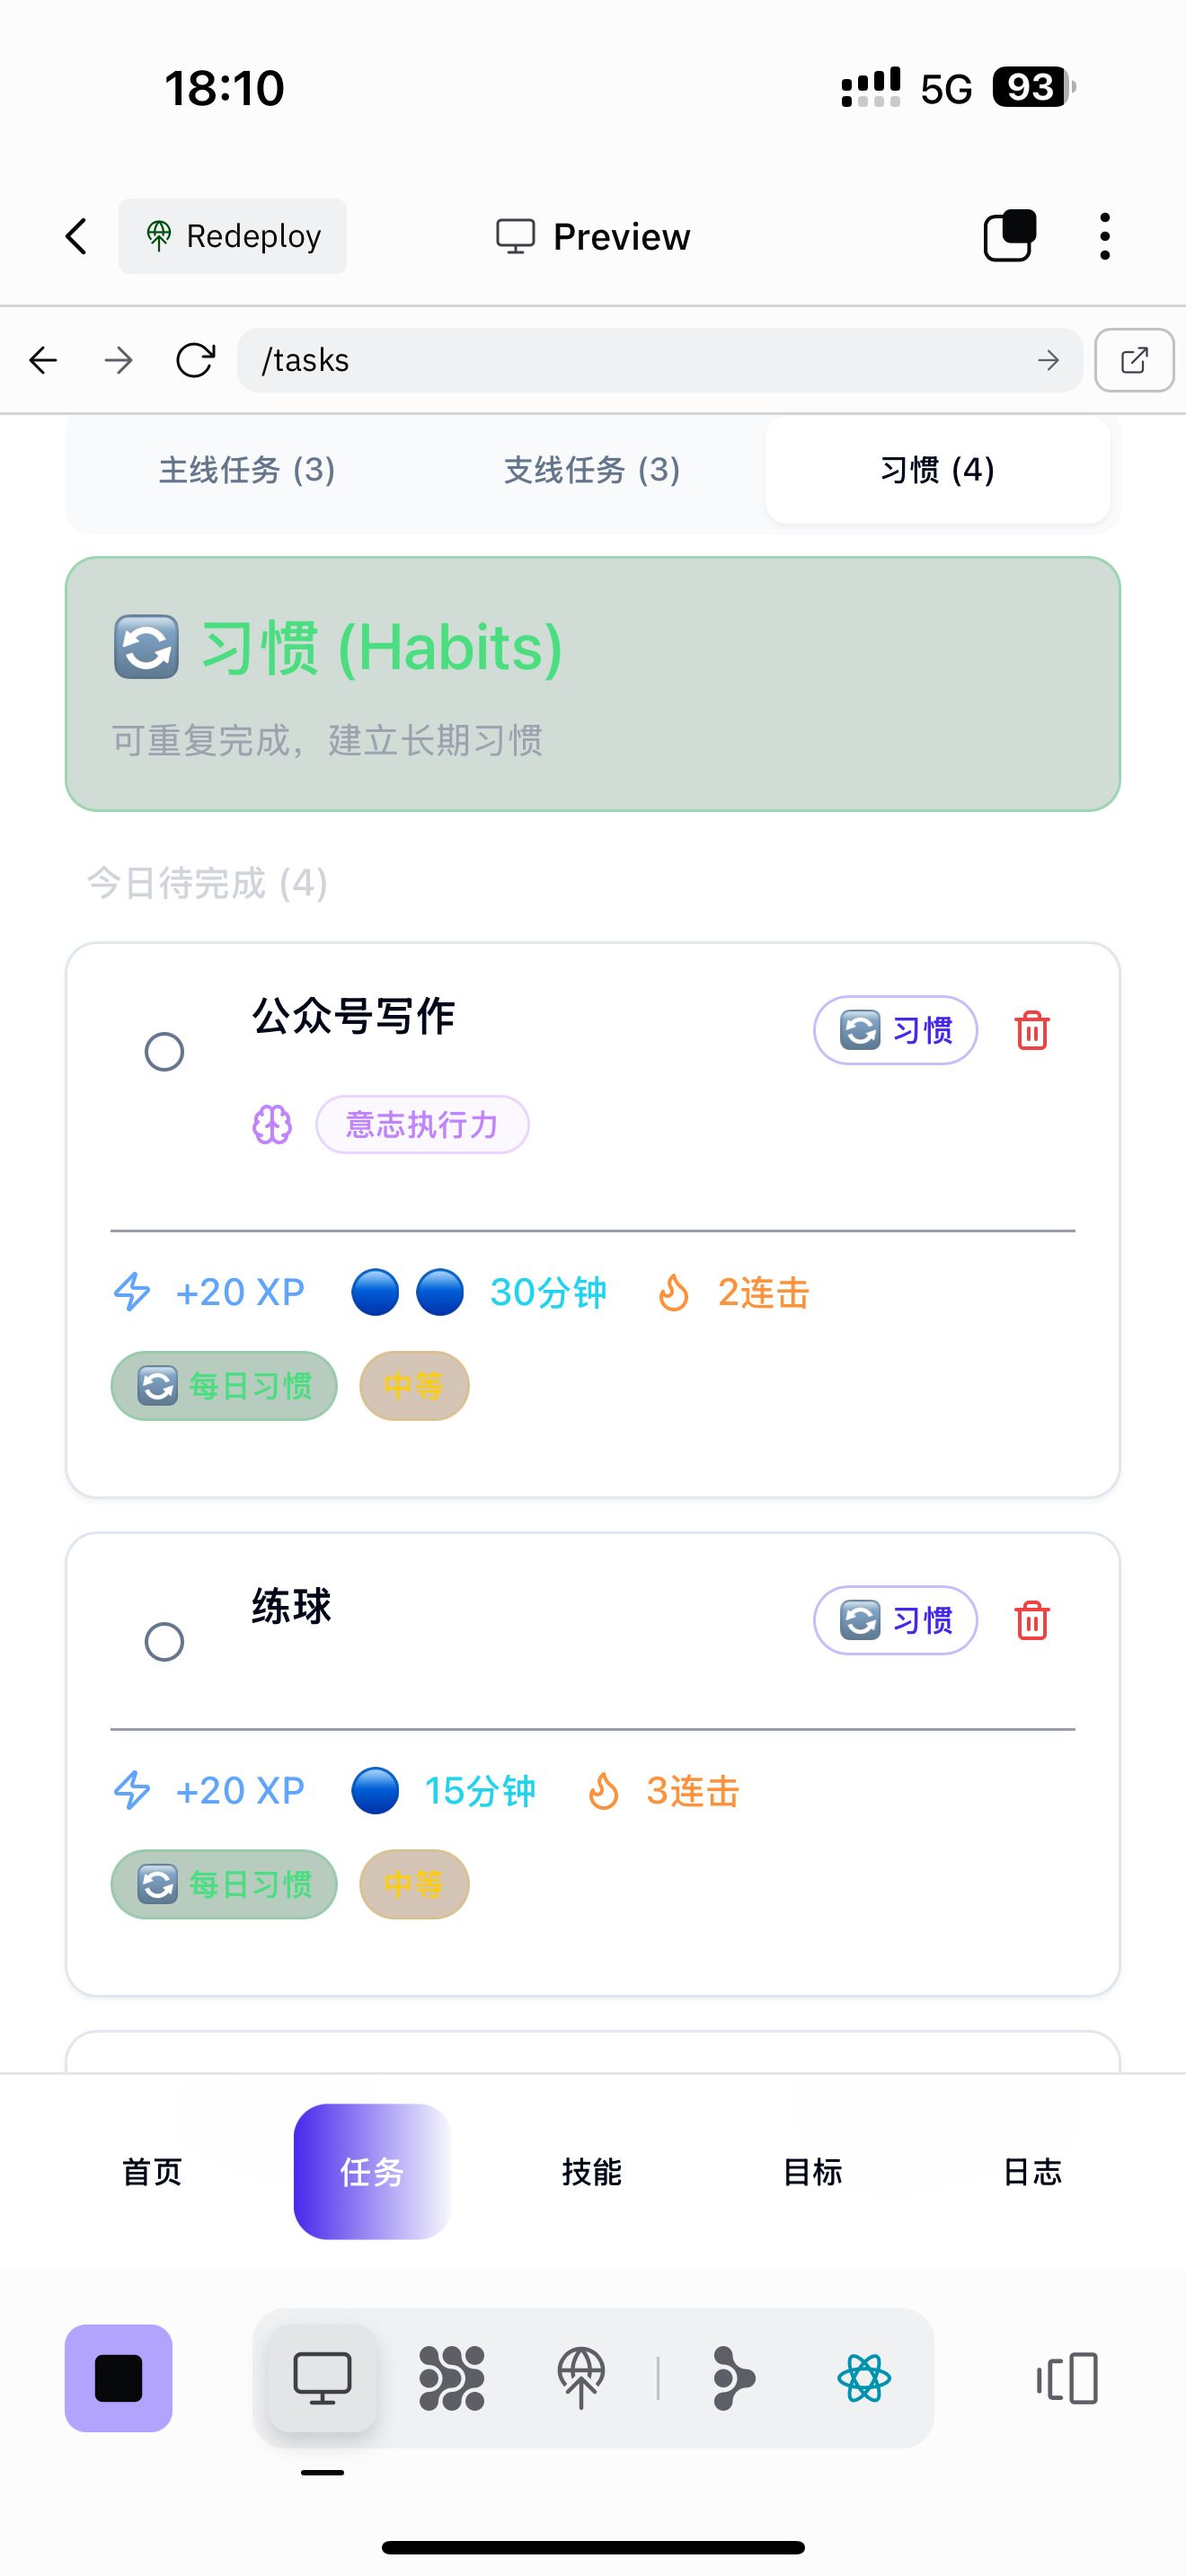 18:10
5G 93
Redeploy
Preview
/tasks
主线任务 (3)
支线任务 (3)
习惯 (4)
习惯 (Habits)
可重复完成，建立长期习惯
今日待完成 (4)
公众号写作
习惯
意志执行力
+20 XP
30分钟
2连击
每日习惯
中等
练球
习惯
+20 XP
15分钟
3连击
每日习惯
中等
首页
任务
技能
目标
日志